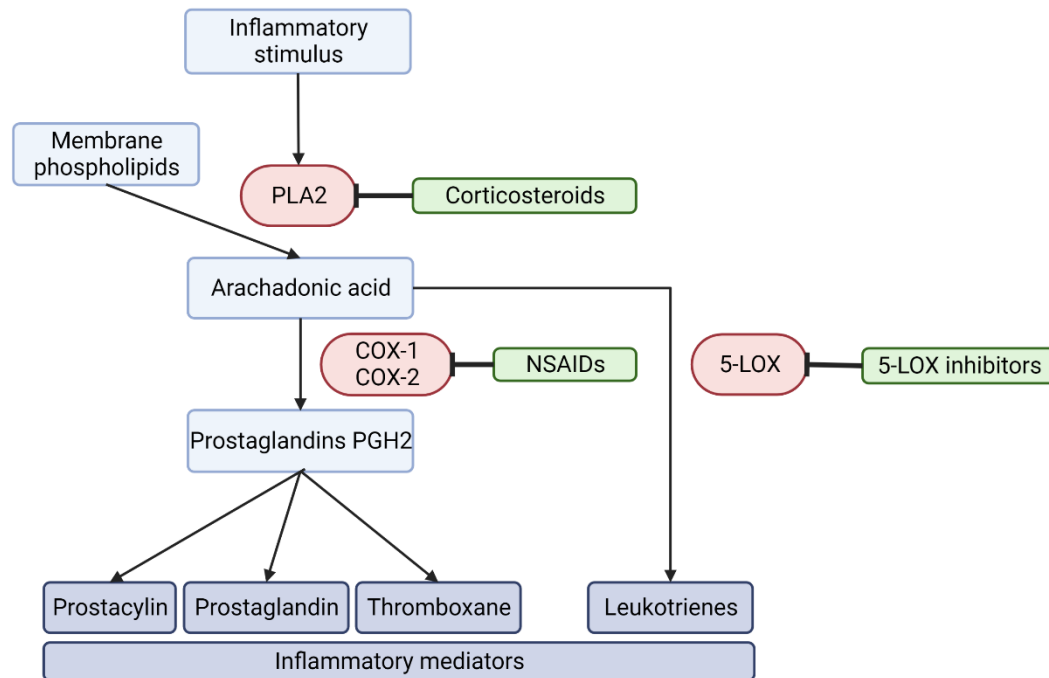 Inflammatory
stimulus
Membrane
phospholipids
PLA2
Corticosteroids
Arachadonic acid
COX-1
COX-2
NSAIDs
5-LOX
5-LOX inhibitors
Prostaglandins PGH2
Prostacylin
Prostaglandin
Thromboxane
Leukotrienes
Inflammatory mediators